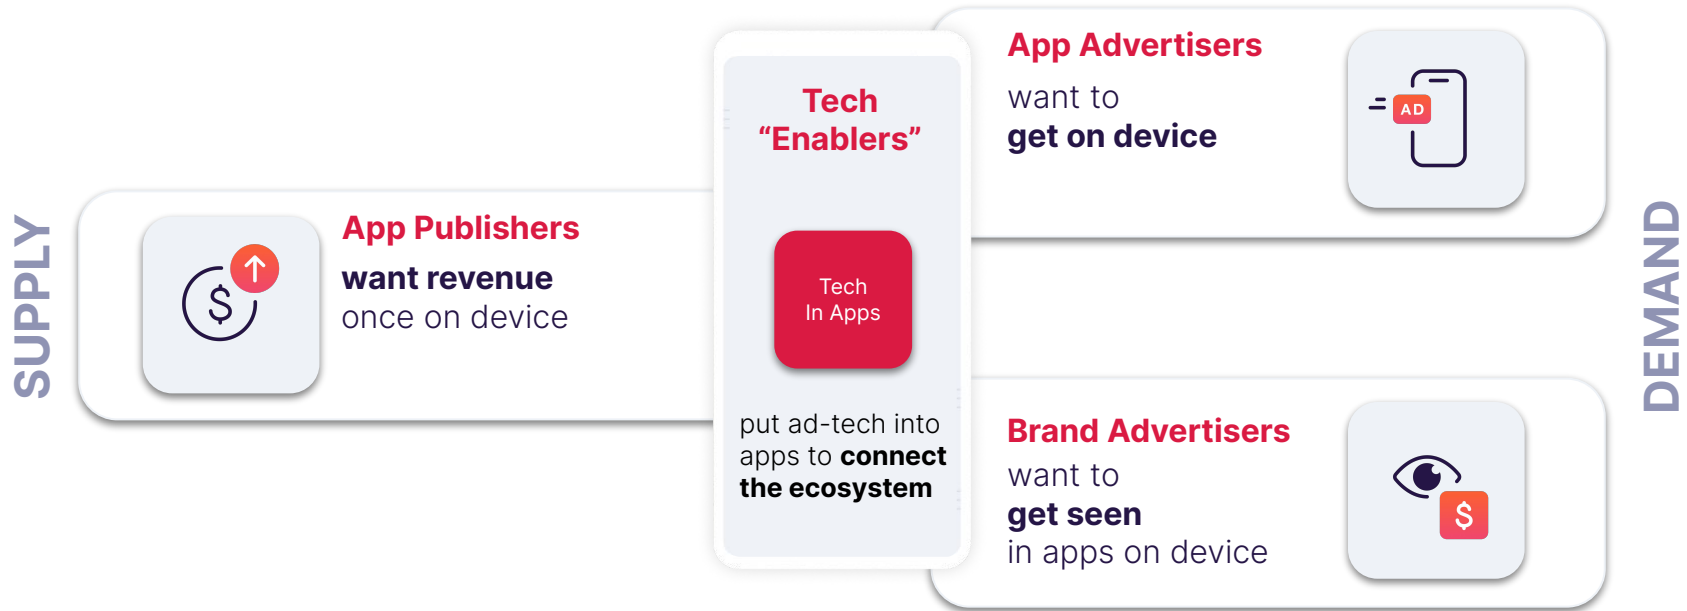 SUPPLY
App Publishers
want revenue
once on device
$
Tech
“Enablers”
Tech
In Apps
put ad-tech into
apps to connect
the ecosystem
App Advertisers
want to
get on device
AD
Brand Advertisers
want to
get seen
in apps on device
$
DEMAND